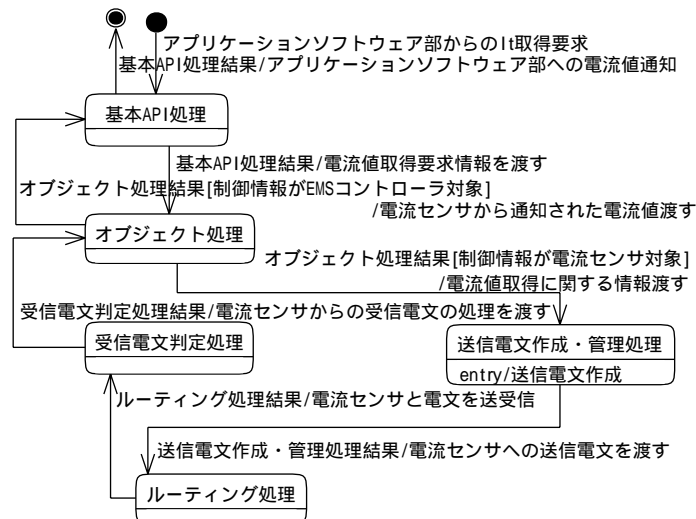 アプリケーションソフトウェア部からのIt取得要求
基本API処理結果/アプリケーションソフトウェア部への電流値通知
基本API処理
基本API処理結果/電流値取得要求情報を渡す
オブジェクト処理結果[制御情報がEMSコントローラ対象]
/電流センサから通知された電流値渡す
オブジェクト処理
オブジェクト処理結果[制御情報が電流センサ対象]
/電流値取得に関する情報渡す
受信電文判定処理結果/電流センサからの受信電文の処理を渡す
受信電文判定処理
送信電文作成・管理処理
entry/送信電文作成
ルーティング処理結果/電流センサと電文を送受信
送信電文作成・管理処理結果/電流センサへの送信電文を渡す
ルーティング処理